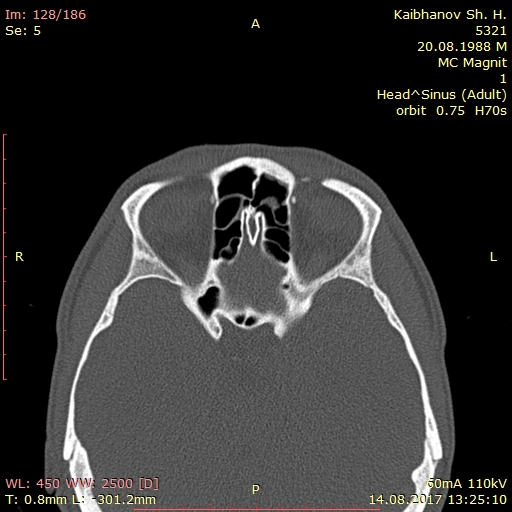 Im: 128/186
Se: 5
A
Kaibhanov Sh. H.
5321
20.08.1988 M
MC Magnit
1
Head^Sinus (Adult)
orbit 0.75 H70s
R
L
WL: 450 WW: 2500 [D]
T: 0.8mm L: -301.2mm
P
60mA 110kV
14.08.2017 13:25:10